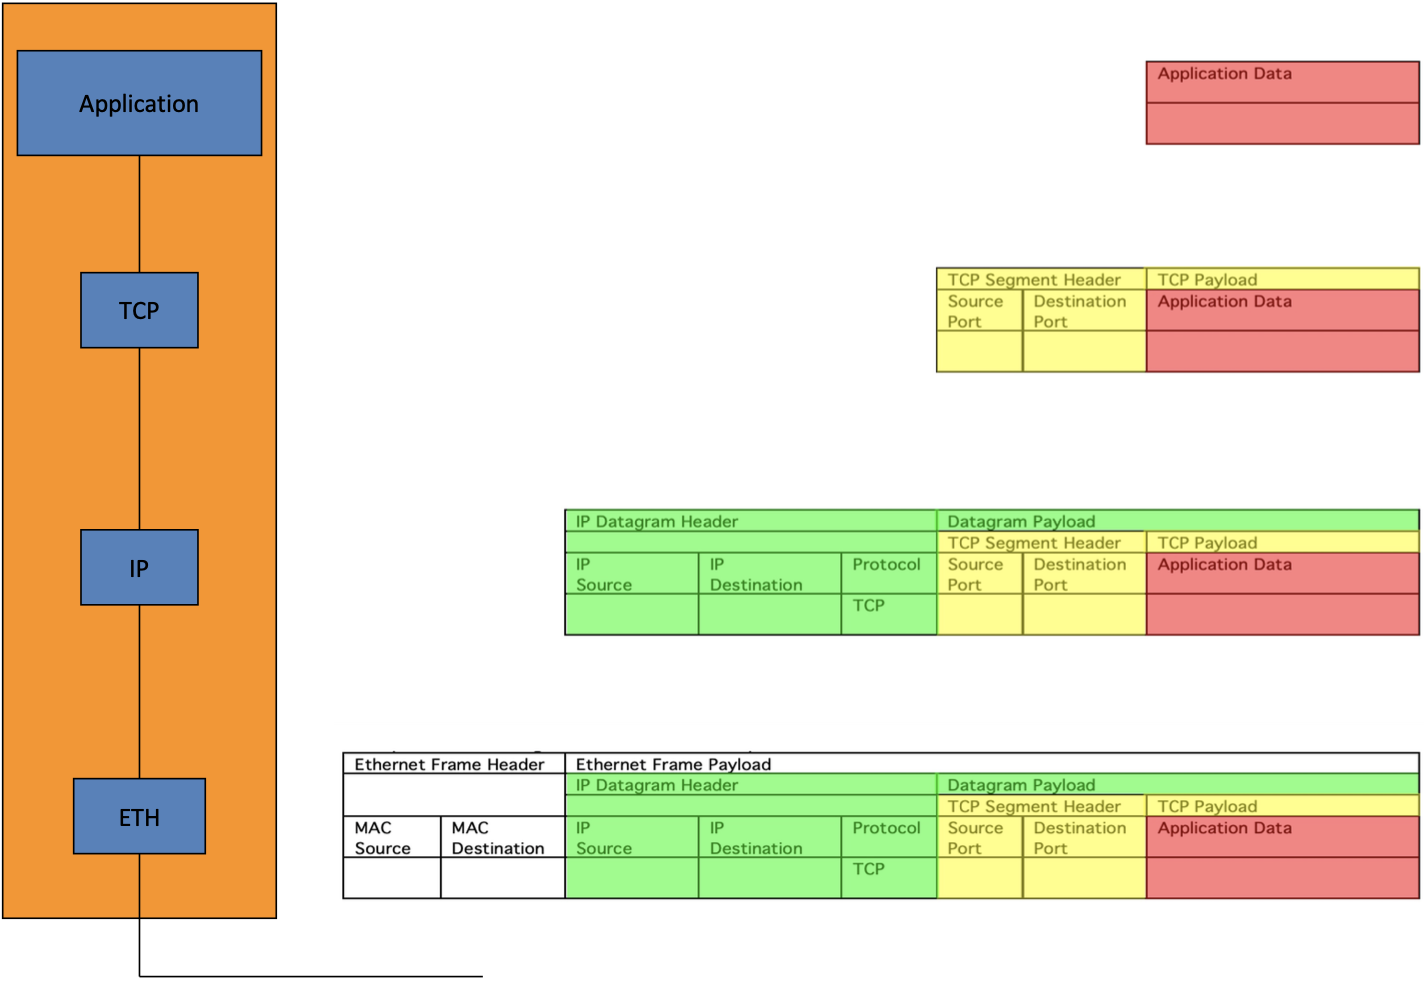 Application
Application Data
TCP
TCP Segment Header TCP Payload
Source Destination Application Data
Port Port
IP
IP Datagram Header Datagram Payload
TCP Segment Header TCP Payload
IP IP Protocol Source Destination Application Data
Source Destination Port Port
TCP
ETH
Ethernet Frame Header Ethernet Frame Payload
IP Datagram Header Datagram Payload
TCP Segment Header TCP Payload
MAC MAC IP IP Protocol Source Destination Application Data
Source Destination Source Destination Port Port
TCP